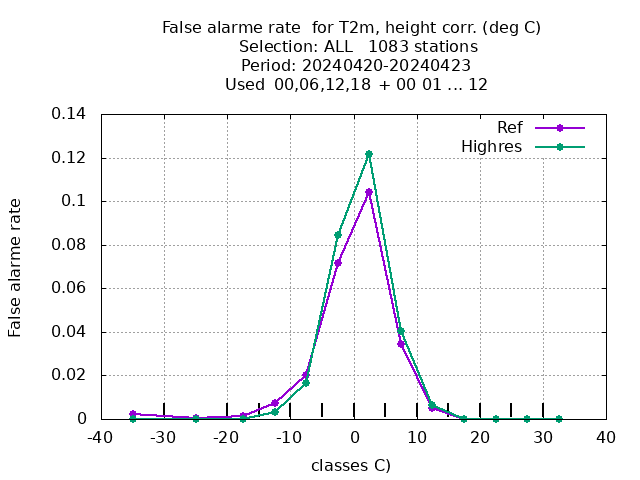 False alarme rate  for T2m, height corr. (deg C)
Selection: ALL   1083 stations
Period: 20240420-20240423
Used  00,06,12,18 + 00 01 ... 12
0.14
0.12
0.1
0.08
0.06
0.04
0.02
0
False alarme rate
Ref
Highres
-40 -30 -20 -10 0 10 20 30 40
classes C)